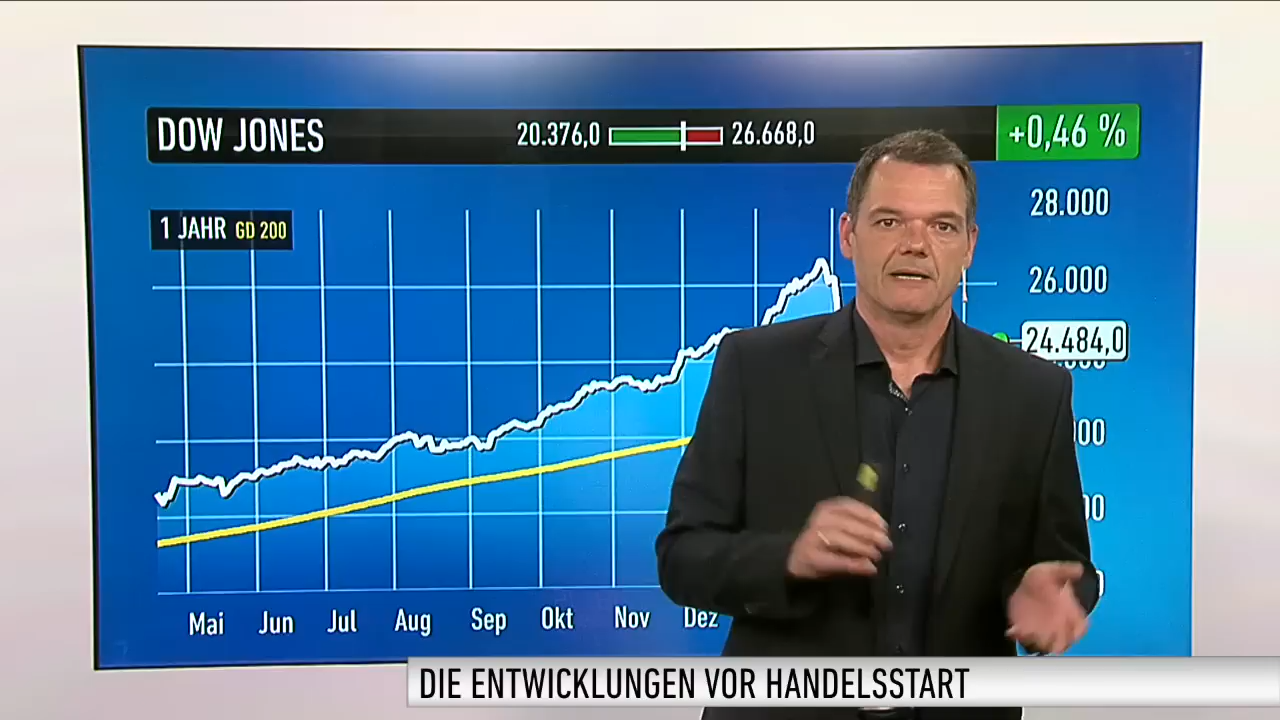 DOW JONES
20.376,0
26.668,0
+0,46 %
1 JAHR GD 200
28.000
26.000
24.484,0
Mai Jun Jul Aug Sep Okt Nov Dez
DIE ENTWICKLUNGEN VOR HANDELSSTART